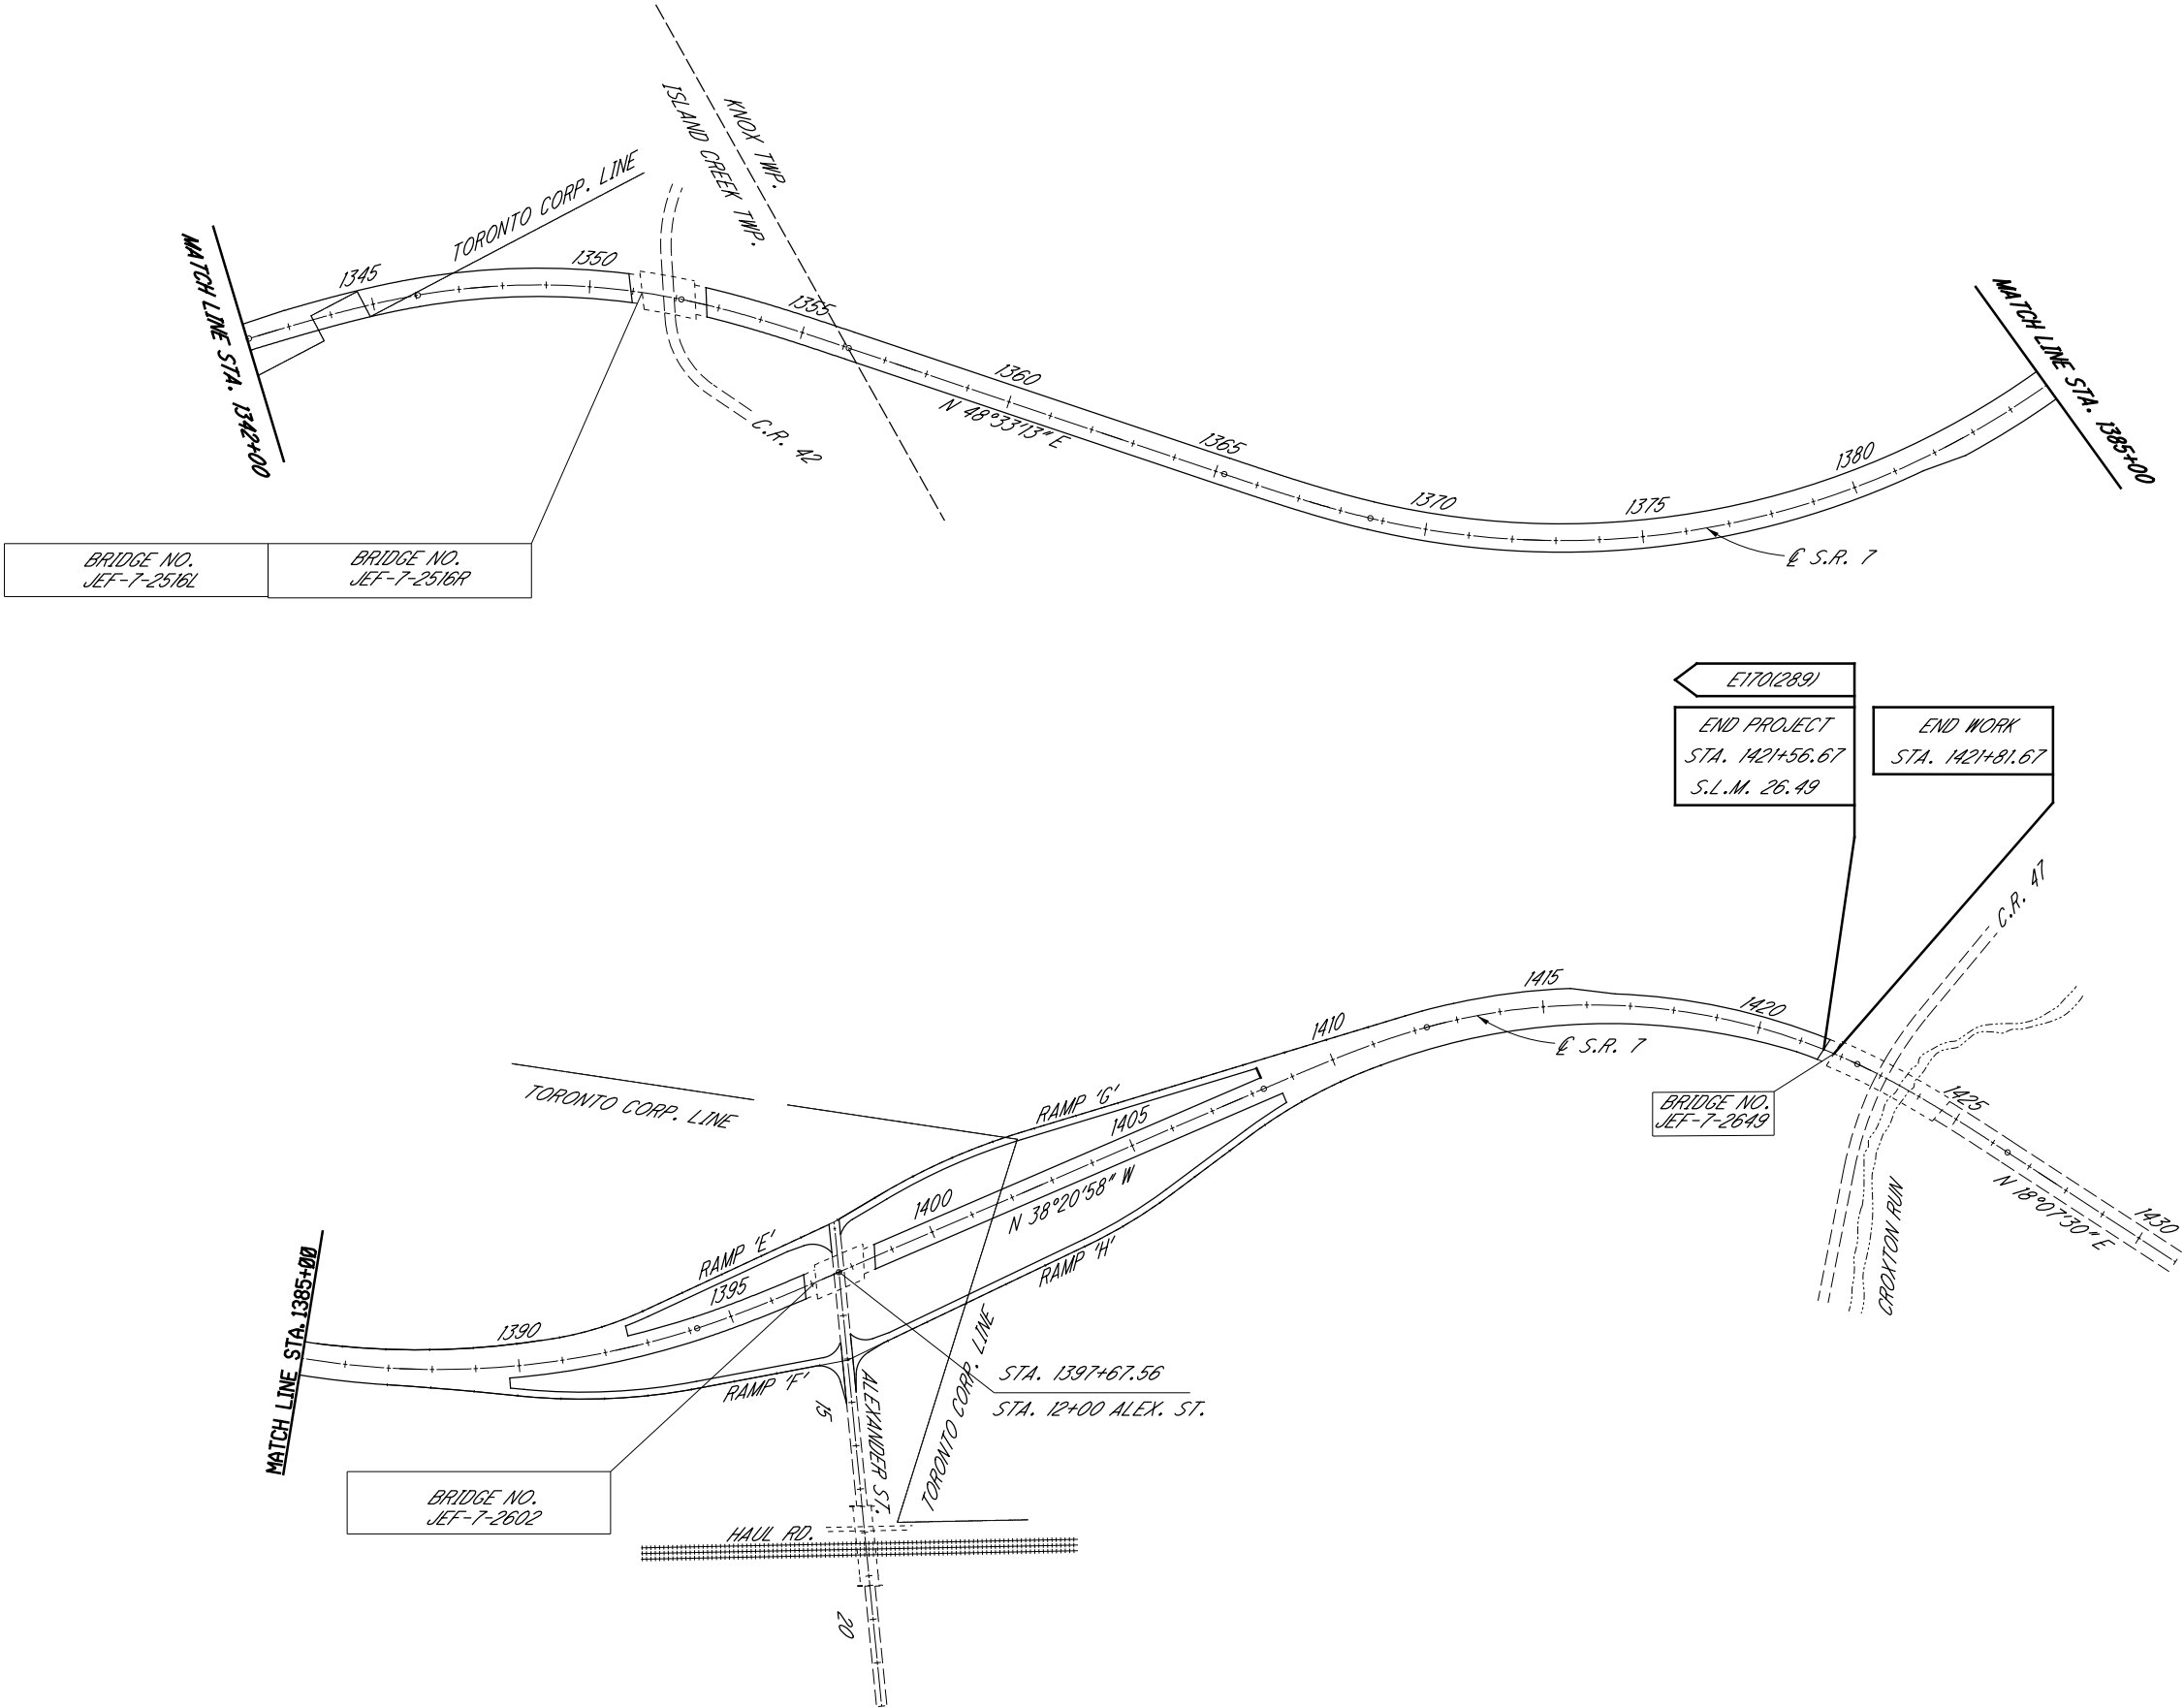 KNOX TWP.
ISLAND CREEK TWP.
TORONTO CORP. LINE
MATCH LINE STA. 1342+00
1345
1350
1355
1360
1365
1370
1375
1380
N 48°33'13" E
C.R. 42
℄ S.R. 7
MATCH LINE STA. 1385+00
BRIDGE NO.
JEF-7-2516L
BRIDGE NO.
JEF-7-2516R
E170(289)
END PROJECT
STA. 1421+56.67
S.L.M. 26.49
END WORK
STA. 1421+81.67
C.R. 47
1415
1420
1410
℄ S.R. 7
TORONTO CORP. LINE
RAMP 'G'
1405
BRIDGE NO.
JEF-7-2649
1425
1400
N 38°20'58" W
N 18°07'30" E
1430
CROXTON RUN
RAMP 'E'
RAMP 'H'
1395
1390
MATCH LINE STA. 1385+00
RAMP 'F'
STA. 1397+67.56
STA. 12+00 ALEX. ST.
15
ALEXANDER ST.
TORONTO CORP. LINE
BRIDGE NO.
JEF-7-2602
HAUL RD.
20